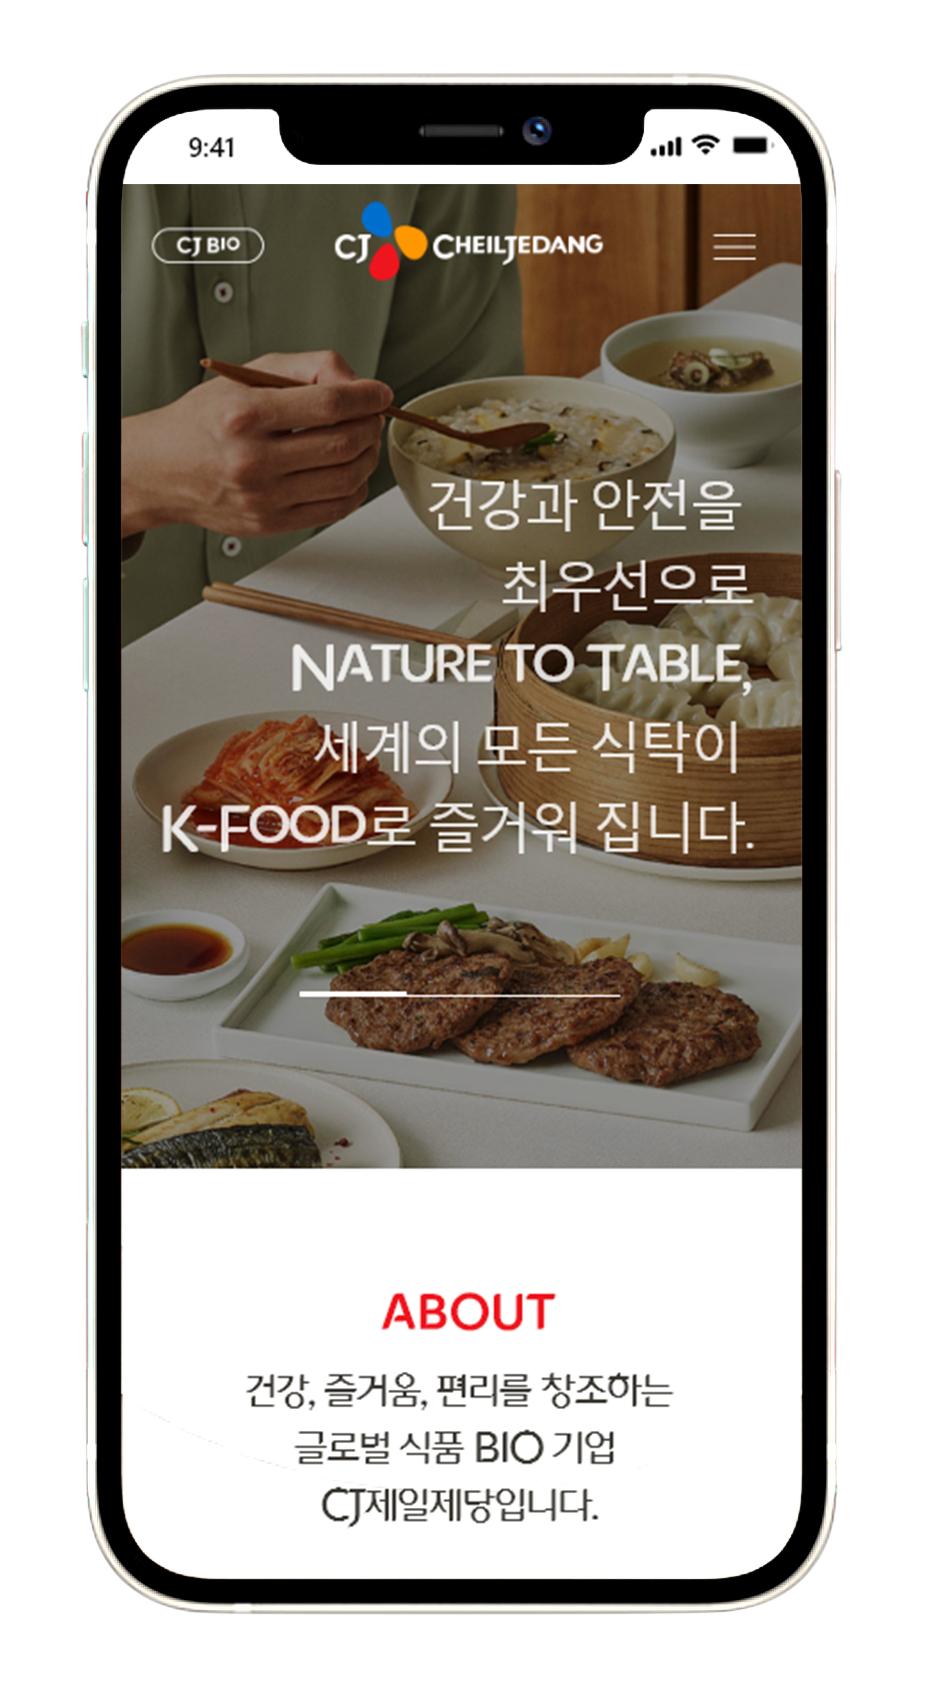 9:41
CJ BIO
CJ CHEILJEDANG
건강과 안전을
최우선으로
NATURE TO TABLE,
세계의 모든 식탁이
K-FOOD로 즐거워 집니다.
ABOUT
건강, 즐거움, 편리를 창조하는
글로벌 식품 BIO 기업
CJ제일제당입니다.